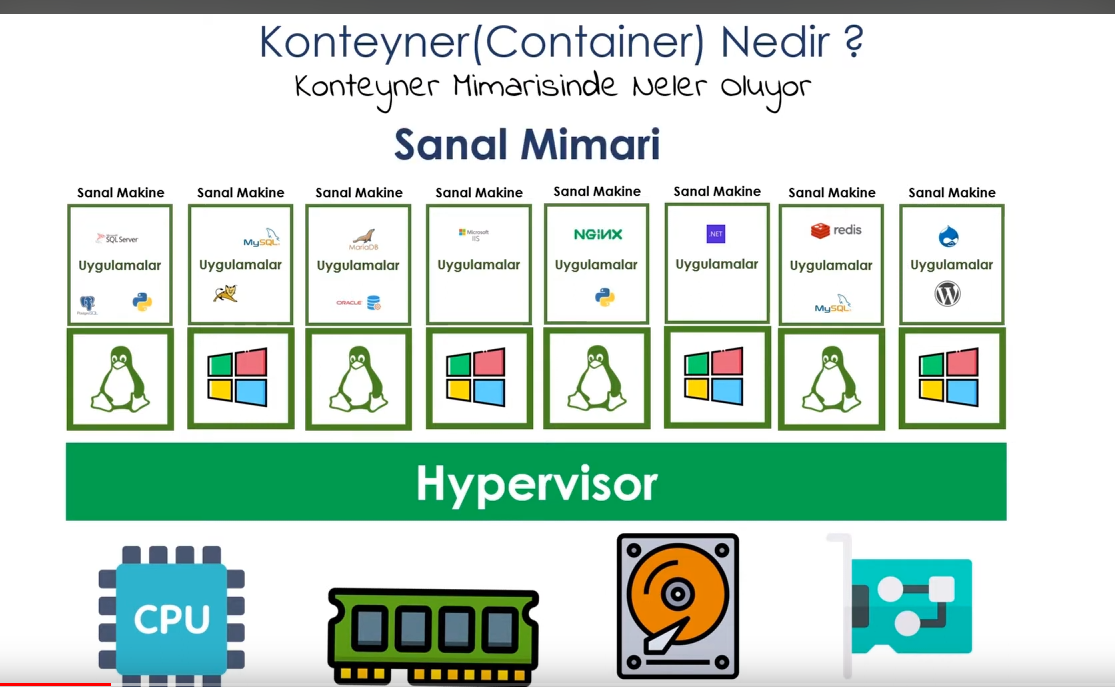 Konteyner(Container) Nedir ?
Konteyner Mimarisinde Neler Oluyor
Sanal Mimari
Sanal Makine Sanal Makine Sanal Makine Sanal Makine Sanal Makine Sanal Makine Sanal Makine Sanal Makine
Microsoft SQL Server MySQL MariaDB Microsoft IIS NGINX .NET redis
Uygulamalar Uygulamalar Uygulamalar Uygulamalar Uygulamalar Uygulamalar Uygulamalar Uygulamalar
PostgreSQL ORACLE MySQL
Hypervisor
CPU